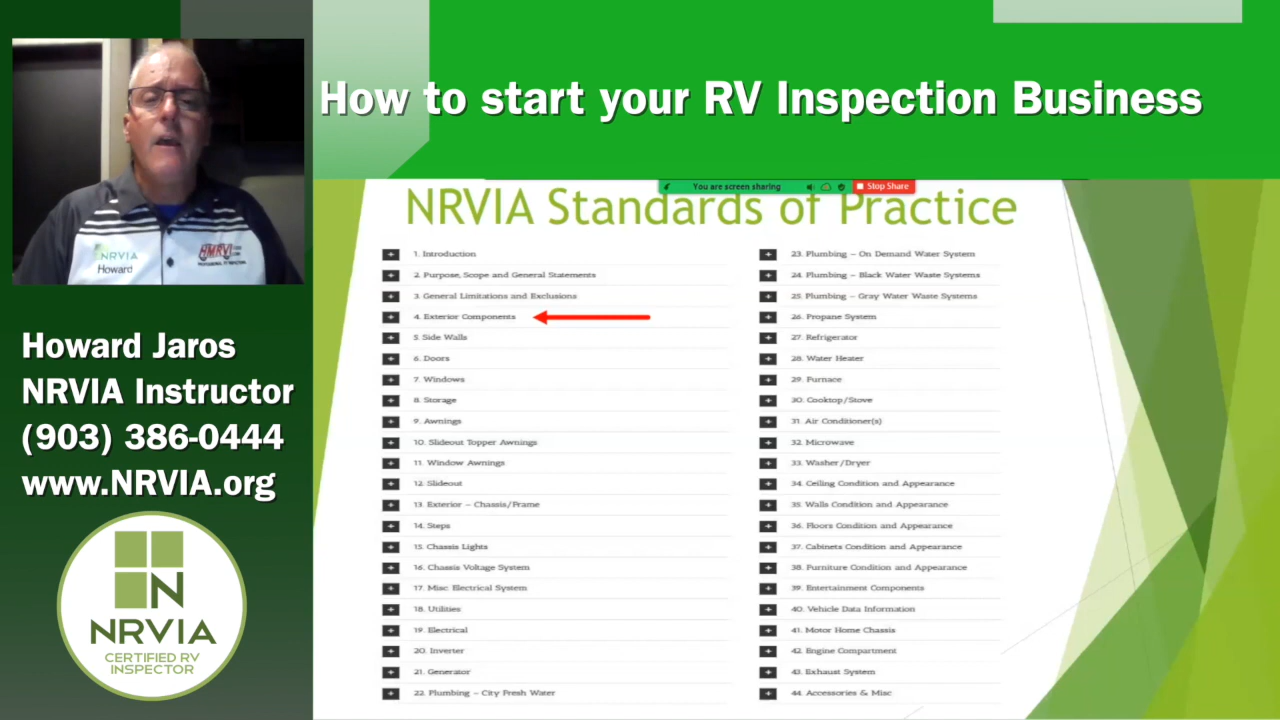 How to start your RV Inspection Business
You are screen sharing
Stop Share
NRVIA Standards of Practice
1. Introduction
2. Purpose, Scope and General Statements
3. General Limitations and Exclusions
4. Exterior Components
5. Side Walls
6. Doors
7. Windows
8. Storage
9. Awnings
10. Slideout Topper Awnings
11. Window Awnings
12. Slideout
13. Exterior – Chassis/Frame
14. Steps
15. Chassis Lights
16. Chassis Voltage System
17. Misc Electrical System
18. Utilities
19. Electrical
20. Inverter
21. Generator
22. Plumbing – City Fresh Water
23. Plumbing – On Demand Water System
24. Plumbing – Black Water Waste Systems
25. Plumbing – Gray Water Waste Systems
26. Propane System
27. Refrigerator
28. Water Heater
29. Furnace
30. Cooktop/Stove
31. Air Conditioner(s)
32. Microwave
33. Washer/Dryer
34. Ceiling Condition and Appearance
35. Walls Condition and Appearance
36. Floors Condition and Appearance
37. Cabinets Condition and Appearance
38. Furniture Condition and Appearance
39. Entertainment Components
40. Vehicle Data Information
41. Motor Home Chassis
42. Engine Compartment
43. Exhaust System
44. Accessories & Misc
NRVIA
Howard
Howard Jaros
NRVIA Instructor
(903) 386-0444
www.NRVIA.org
N
NRVIA
CERTIFIED RV
INSPECTOR